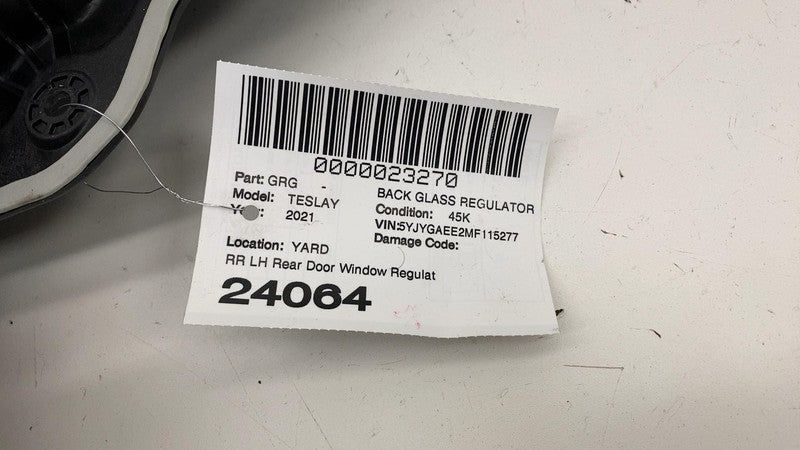 0000023270
Part: GRG - BACK GLASS REGULATOR
Model: TESLAY Condition: 45K
2021 VIN:5YJYGAEE2MF115277
Damage Code:
Location: YARD
RR LH Rear Door Window Regulat
24064